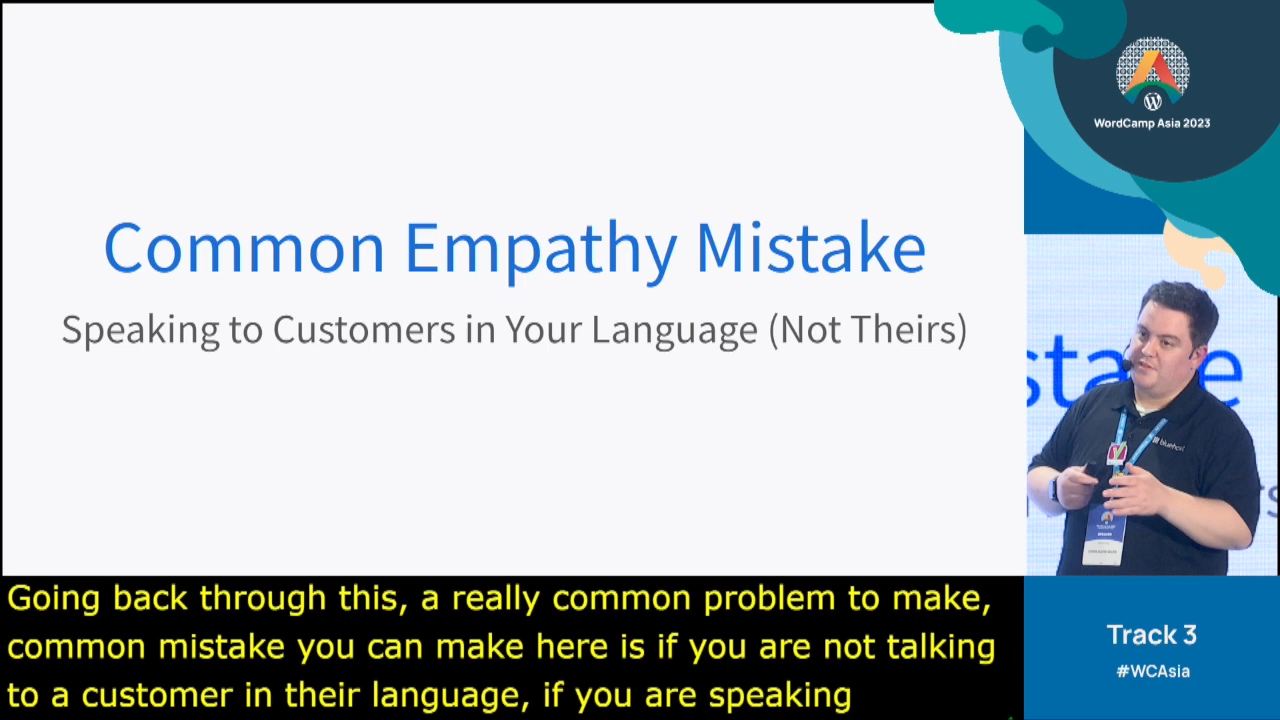 Common Empathy Mistake
Speaking to Customers in Your Language (Not Theirs)
WordCamp Asia 2023
bluehost
Going back through this, a really common problem to make,
common mistake you can make here is if you are not talking
to a customer in their language, if you are speaking
Track 3
#WCAsia